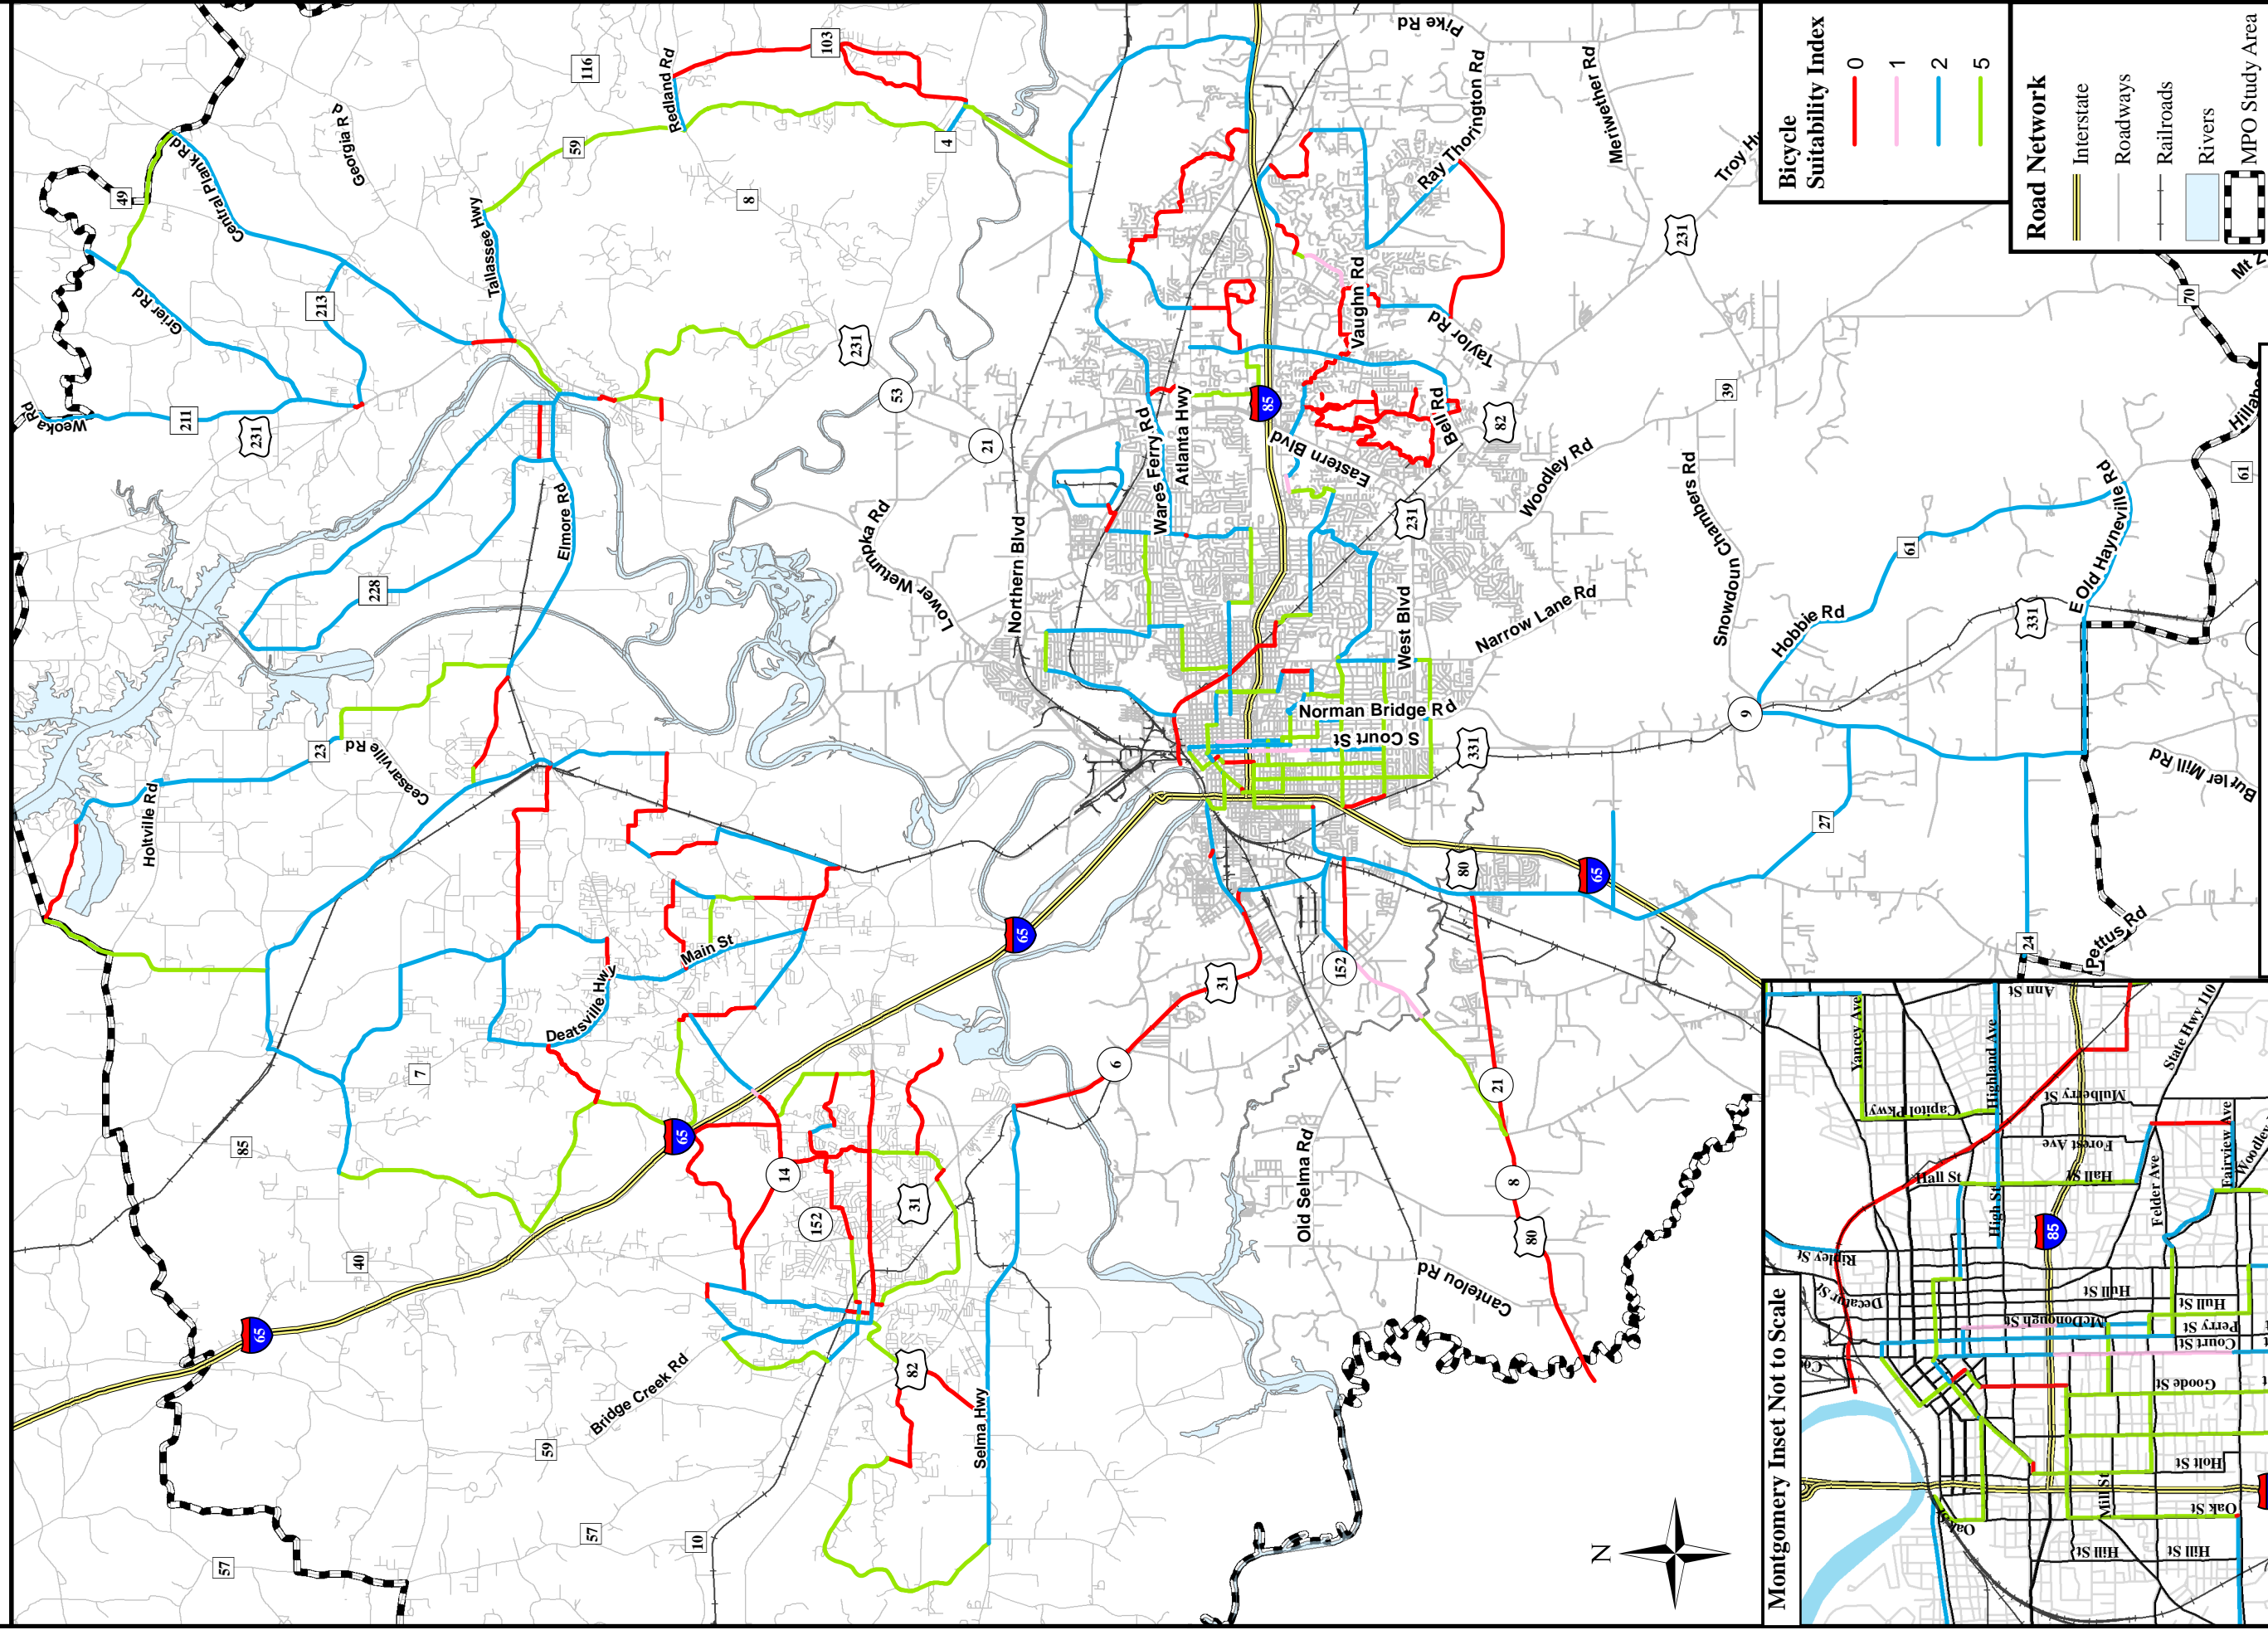 Weoka Rd
211
231
49
Grier Rd
Central Plank Rd
213
Georgia Rd
Tallassee Hwy
59
116
Redland Rd
103
4
8
231
53
21
228
Elmore Rd
Holtville Rd
23
Ceasarville Rd
Lower Wetumpka Rd
Northern Blvd
Wares Ferry Rd
Atlanta Hwy
85
Eastern Blvd
Vaughn Rd
Taylor Rd
Bell Rd
82
Ray Thorington Rd
Pike Rd
Meriwether Rd
231
39
Woodley Rd
231
West Blvd
Narrow Lane Rd
Norman Bridge Rd
S Court St
331
Snowdoun Chambers Rd
Hobbie Rd
61
9
331
E Old Hayneville Rd
61
70
27
24
Pettus Rd
Butler Mill Rd
65
80
152
31
65
6
Main St
Deatsville Hwy
7
85
65
14
152
31
40
65
Bridge Creek Rd
59
57
57
10
82
Selma Hwy
Old Selma Rd
Cantelou Rd
21
8
80
N
Bicycle
Suitability Index
0
1
2
5
Road Network
Interstate
Roadways
Railroads
Rivers
MPO Study Area
Montgomery Inset Not to Scale
Yancey Ave
Highland Ave
Ann St
State Hwy 110
Capitol Pkwy
Mulberry St
Forest Ave
Hall St
Hall St
High St
85
Felder Ave
Fairview Ave
Ripley St
Decatur St
Hull St
Hull St
McDonough St
Perry St
Court St
Goode St
Holt St
Mill St
Oak St
Oak St
Hill St
Hill St